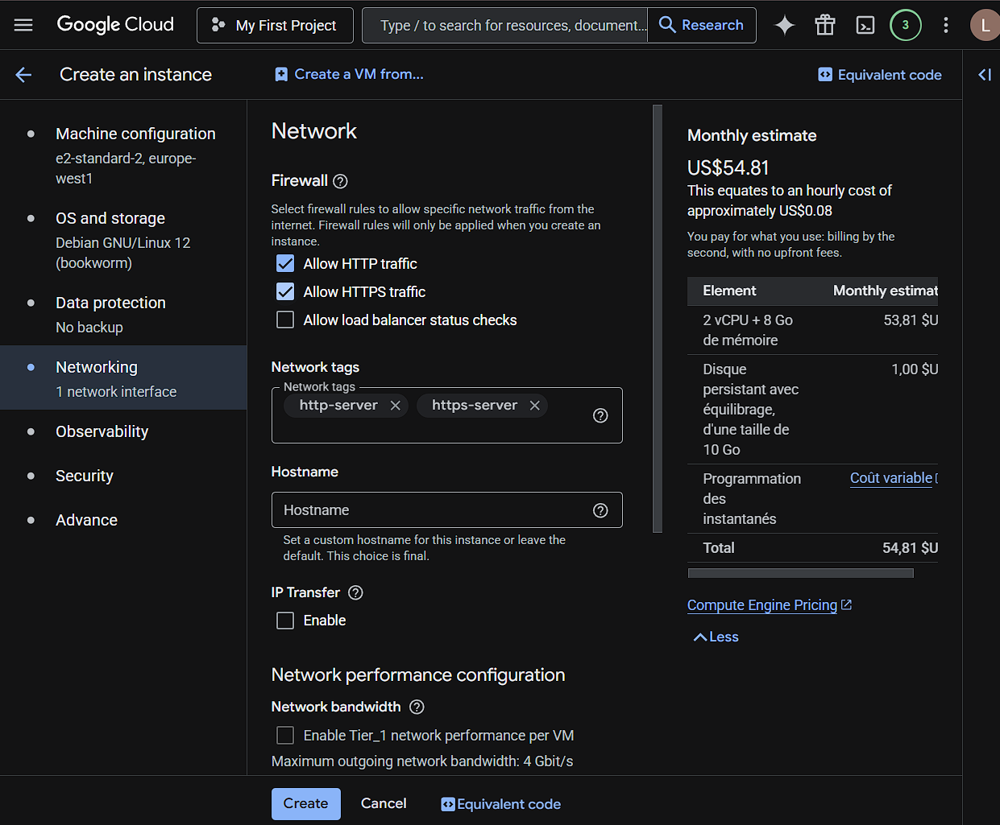 Google Cloud
My First Project
Type / to search for resources, document...
Research
3
L
Create an instance
Create a VM from...
Equivalent code
Machine configuration
e2-standard-2, europe-
west1
OS and storage
Debian GNU/Linux 12
(bookworm)
Data protection
No backup
Networking
1 network interface
Observability
Security
Advance
Network
Firewall
Select firewall rules to allow specific network traffic from the
internet. Firewall rules will only be applied when you create an
instance.
Allow HTTP traffic
Allow HTTPS traffic
Allow load balancer status checks
Network tags
Network tags
http-server
https-server
Hostname
Hostname
Set a custom hostname for this instance or leave the
default. This choice is final.
IP Transfer
Enable
Network performance configuration
Network bandwidth
Enable Tier_1 network performance per VM
Maximum outgoing network bandwidth: 4 Gbit/s
Create
Cancel
Equivalent code
Monthly estimate
US$54.81
This equates to an hourly cost of
approximately US$0.08
You pay for what you use: billing by the
second, with no upfront fees.
Element Monthly estimat
2 vCPU + 8 Go 53,81 $U
de mémoire
Disque 1,00 $U
persistant avec
équilibrage,
d'une taille de
10 Go
Programmation Coût variable
des
instantanés
Total 54,81 $U
Compute Engine Pricing
Less